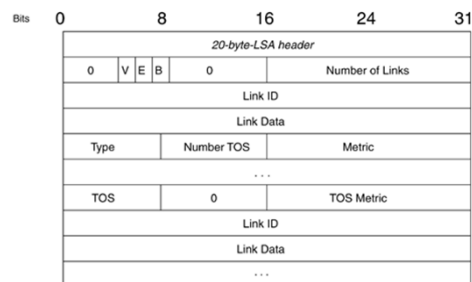 Bits 0 8 16 24 31
20-byte-LSA header
0 V E B 0 Number of Links
Link ID
Link Data
Type Number TOS Metric
. . .
TOS 0 TOS Metric
Link ID
Link Data
. . .